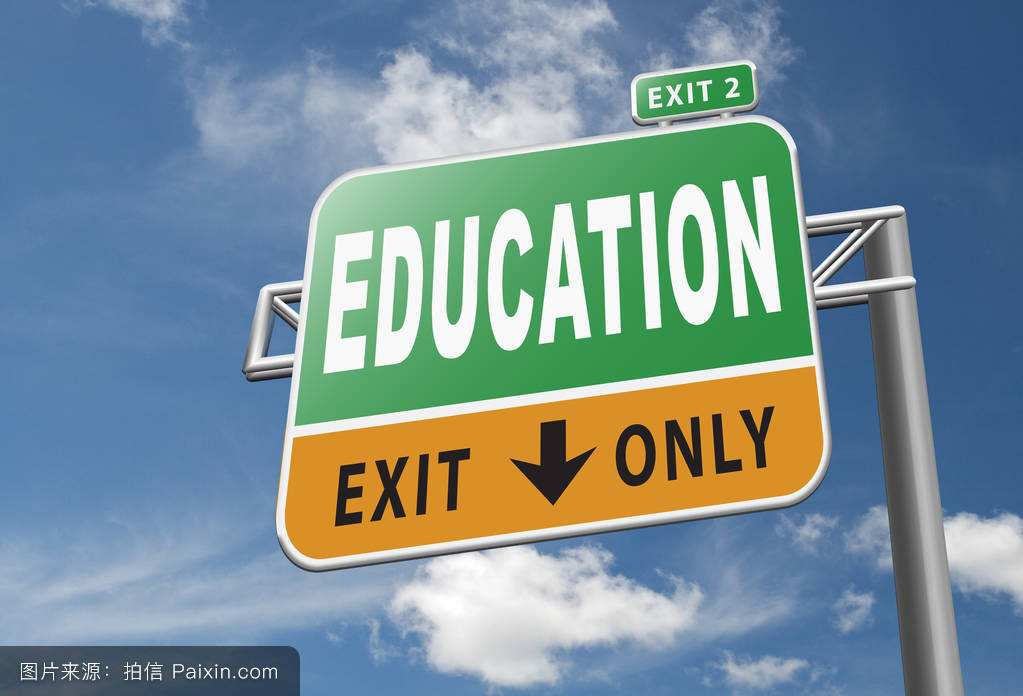 EXIT 2
EDUCATION
EXIT ONLY
图片来源：拍信 Paixin.com